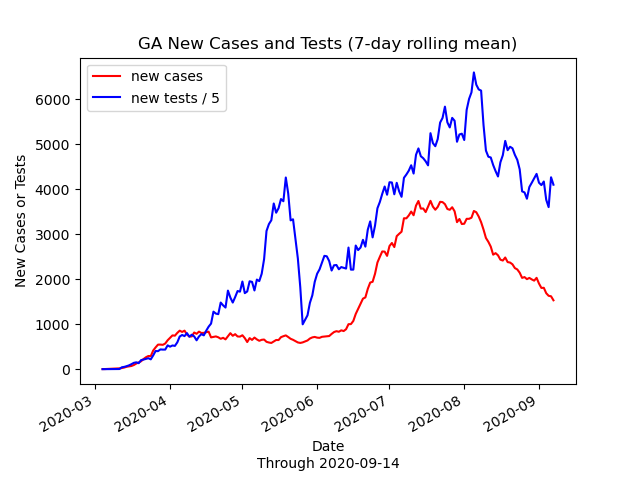 GA New Cases and Tests (7-day rolling mean)
new cases
new tests / 5
New Cases or Tests
6000
5000
4000
3000
2000
1000
0
2020-03
2020-04
2020-05
2020-06
2020-07
2020-08
2020-09
Date
Through 2020-09-14